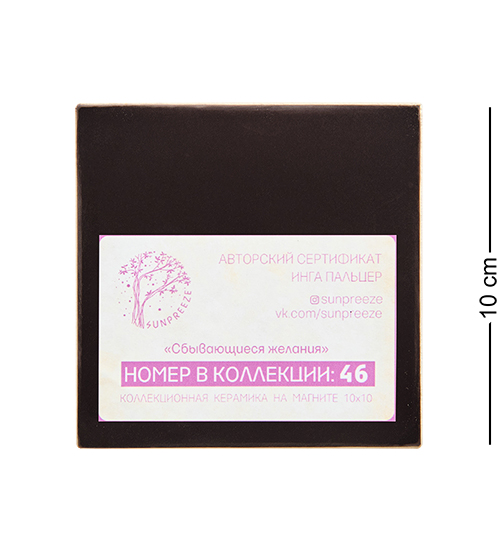 АВТОРСКИЙ СЕРТИФИКАТ
ИНГА ПАЛЬЦЕР
sunpreeze
vk.com/sunpreeze
SUNPREEZE
«Сбывающиеся желания»
НОМЕР В КОЛЛЕКЦИИ: 46
КОЛЛЕКЦИОННАЯ КЕРАМИКА НА МАГНИТЕ 10х10
10 cm